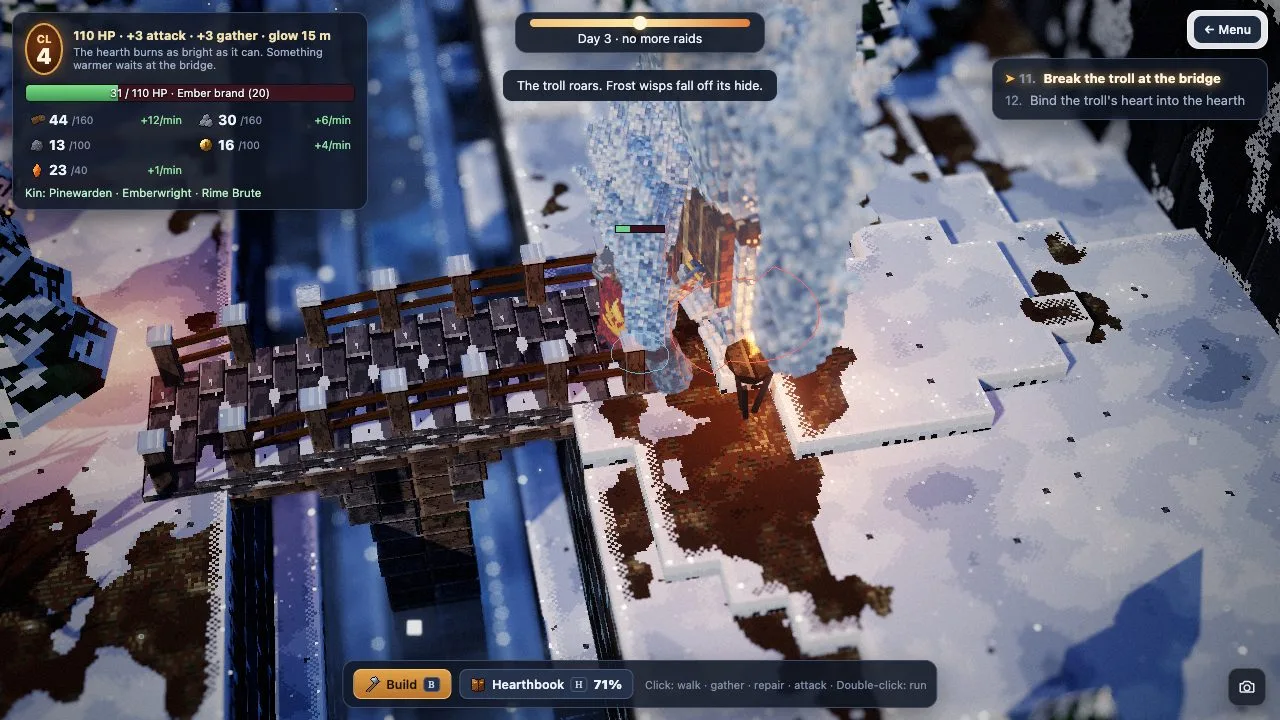 CL
4
110 HP · +3 attack · +3 gather · glow 15 m
The hearth burns as bright as it can. Something
warmer waits at the bridge.
31 / 110 HP · Ember brand (20)
44 /160 +12/min 30 /160 +6/min
13 /100 16 /100 +4/min
23 /40 +1/min
Kin: Pinewarden · Emberwright · Rime Brute
Day 3 · no more raids
The troll roars. Frost wisps fall off its hide.
← Menu
➤ 11. Break the troll at the bridge
12. Bind the troll's heart into the hearth
Build B Hearthbook H 71% Click: walk · gather · repair · attack · Double-click: run